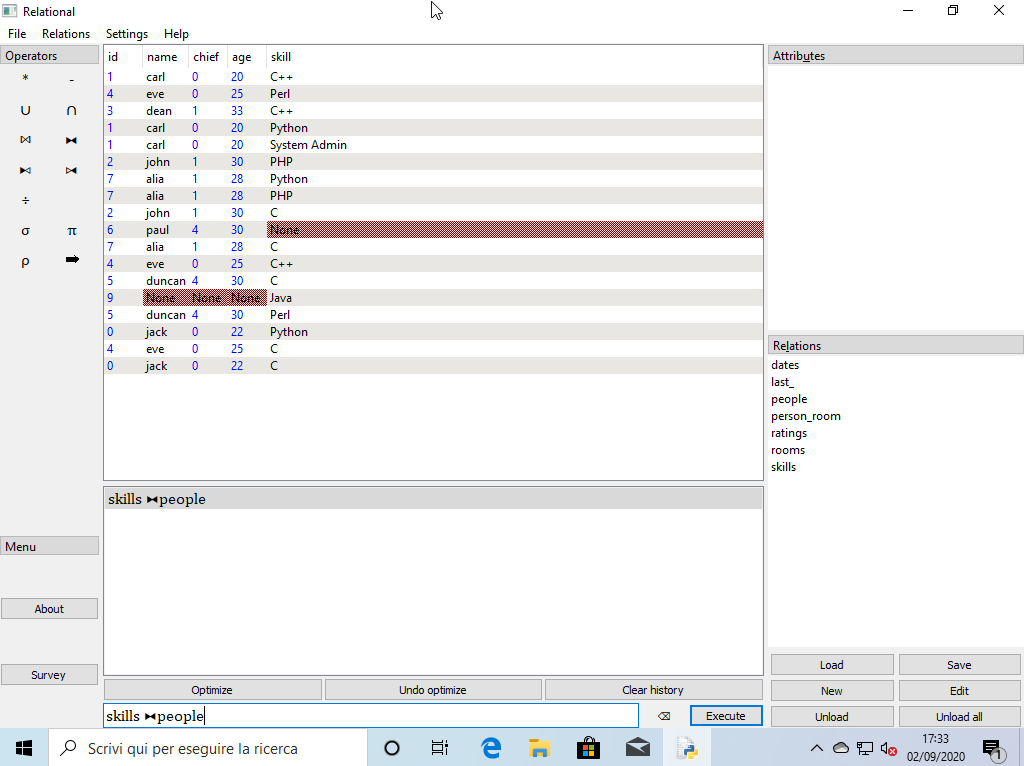 Relational
File Relations Settings Help
Operators
* -
∪ ∩
⋈ ⧓
⧑ ⧒
÷
σ π
ρ ➡
Menu
About
Survey
id name chief age skill
1 carl 0 20 C++
4 eve 0 25 Perl
3 dean 1 33 C++
1 carl 0 20 Python
1 carl 0 20 System Admin
2 john 1 30 PHP
7 alia 1 28 Python
7 alia 1 28 PHP
2 john 1 30 C
6 paul 4 30 None
7 alia 1 28 C
4 eve 0 25 C++
5 duncan 4 30 C
9 None None None Java
5 duncan 4 30 Perl
0 jack 0 22 Python
4 eve 0 25 C
0 jack 0 22 C
skills ⧓people
Optimize Undo optimize Clear history
skills ⧓people
Execute
Attributes
Relations
dates
last_
people
person_room
ratings
rooms
skills
Load Save
New Edit
Unload Unload all
Scrivi qui per eseguire la ricerca
17:33
02/09/2020
1